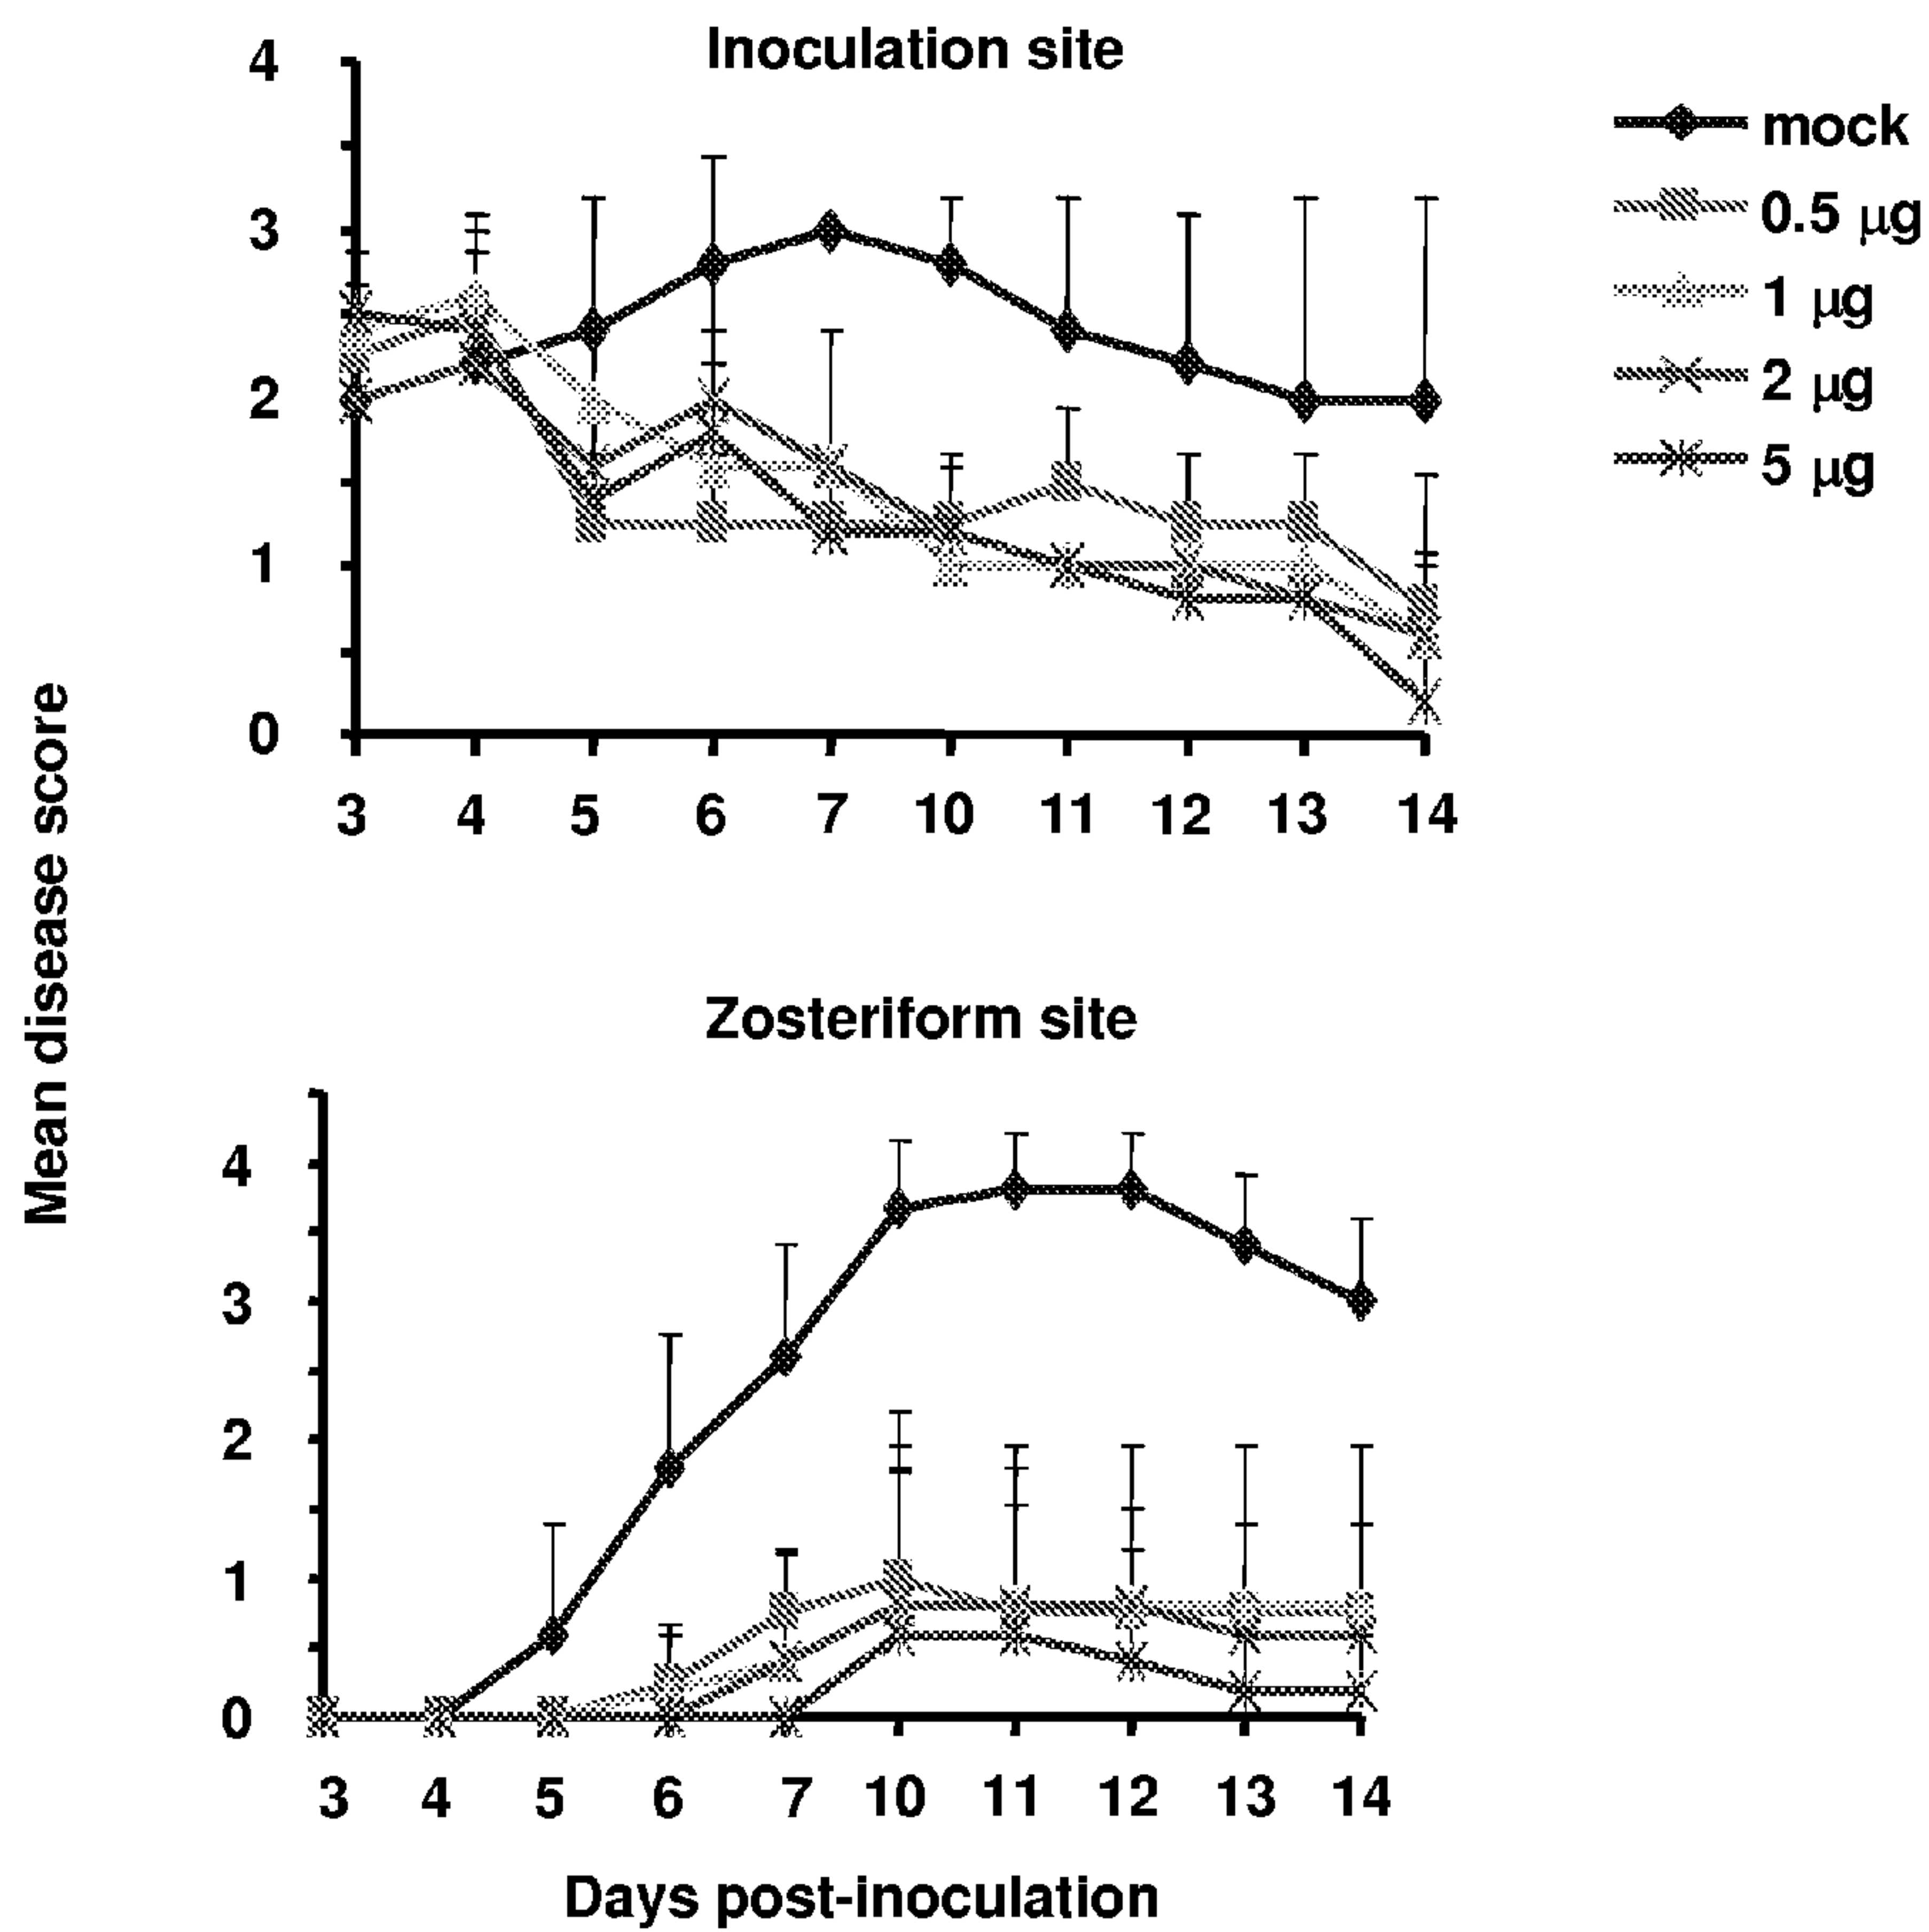 Inoculation site
4
3
2
1
0
3 4 5 6 7 10 11 12 13 14
mock
0.5 µg
1 µg
2 µg
5 µg
Mean disease score
Zosteriform site
4
3
2
1
0
3 4 5 6 7 10 11 12 13 14
Days post-inoculation